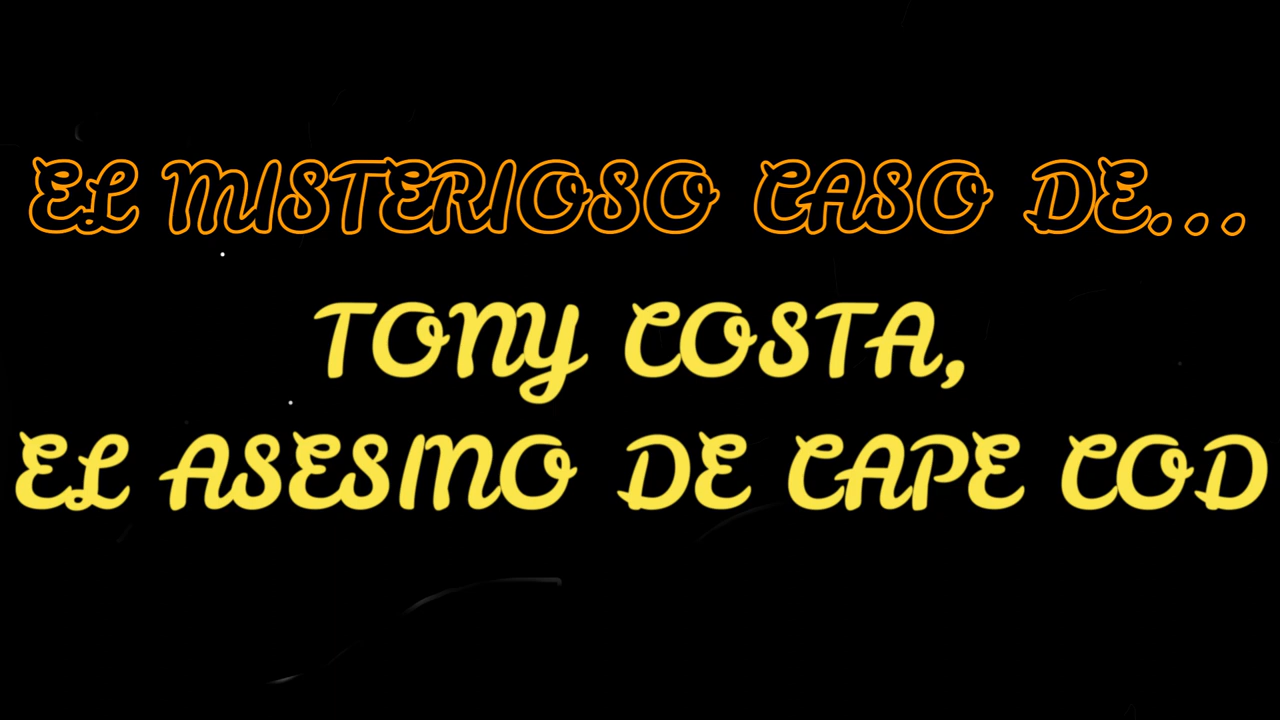 EL MISTERIOSO CASO DE...
TONY COSTA,
EL ASESINO DE CAPE COD